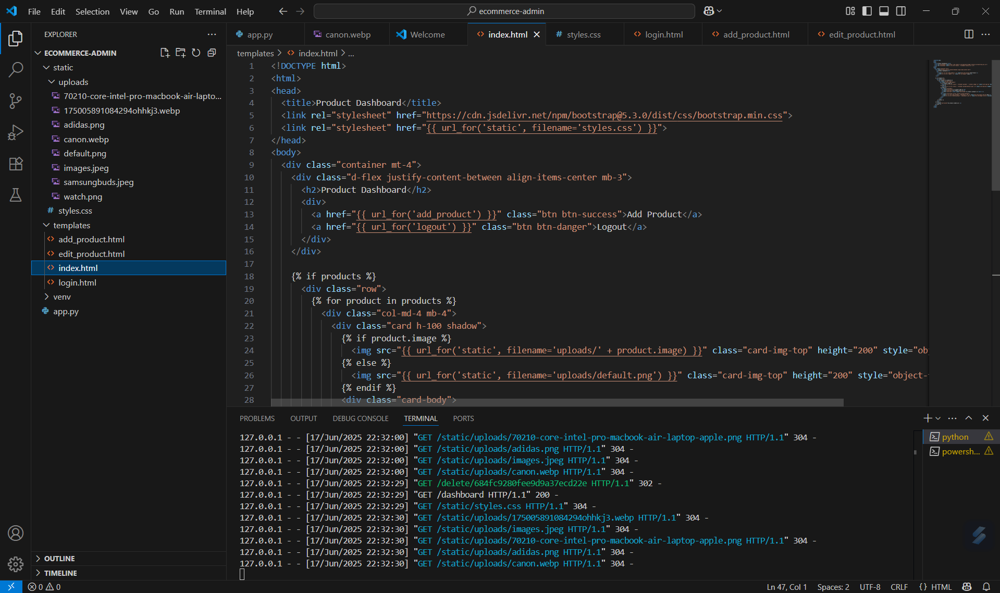 File Edit Selection View Go Run Terminal Help
ecommerce-admin
EXPLORER
ECOMMERCE-ADMIN
static
uploads
70210-core-intel-pro-macbook-air-lapto...
175005891084294ohhkj3.webp
adidas.png
canon.webp
default.png
images.jpeg
samsungbuds.jpeg
watch.png
# styles.css
templates
<> add_product.html
<> edit_product.html
<> index.html
<> login.html
venv
app.py
OUTLINE
TIMELINE
app.py canon.webp Welcome <> index.html # styles.css <> login.html <> add_product.html <> edit_product.html
templates > <> index.html > ...
1 <!DOCTYPE html>
2 <html>
3 <head>
4 <title>Product Dashboard</title>
5 <link rel="stylesheet" href="https://cdn.jsdelivr.net/npm/bootstrap@5.3.0/dist/css/bootstrap.min.css">
6 <link rel="stylesheet" href="{{ url_for('static', filename='styles.css') }}">
7 </head>
8 <body>
9 <div class="container mt-4">
10 <div class="d-flex justify-content-between align-items-center mb-3">
11 <h2>Product Dashboard</h2>
12 <div>
13 <a href="{{ url_for('add_product') }}" class="btn btn-success">Add Product</a>
14 <a href="{{ url_for('logout') }}" class="btn btn-danger">Logout</a>
15 </div>
16 </div>
17
18 {% if products %}
19 <div class="row">
20 {% for product in products %}
21 <div class="col-md-4 mb-4">
22 <div class="card h-100 shadow">
23 {% if product.image %}
24 <img src="{{ url_for('static', filename='uploads/' + product.image) }}" class="card-img-top" height="200" style="ob
25 {% else %}
26 <img src="{{ url_for('static', filename='uploads/default.png') }}" class="card-img-top" height="200" style="object-
27 {% endif %}
28 <div class="card-body">
PROBLEMS OUTPUT DEBUG CONSOLE TERMINAL PORTS
127.0.0.1 - - [17/Jun/2025 22:32:00] "GET /static/uploads/70210-core-intel-pro-macbook-air-laptop-apple.png HTTP/1.1" 304 -
127.0.0.1 - - [17/Jun/2025 22:32:00] "GET /static/uploads/adidas.png HTTP/1.1" 304 -
127.0.0.1 - - [17/Jun/2025 22:32:00] "GET /static/uploads/images.jpeg HTTP/1.1" 304 -
127.0.0.1 - - [17/Jun/2025 22:32:00] "GET /static/uploads/canon.webp HTTP/1.1" 304 -
127.0.0.1 - - [17/Jun/2025 22:32:29] "GET /delete/684fc9280fee9d9a37ecd22e HTTP/1.1" 302 -
127.0.0.1 - - [17/Jun/2025 22:32:29] "GET /dashboard HTTP/1.1" 200 -
127.0.0.1 - - [17/Jun/2025 22:32:29] "GET /static/styles.css HTTP/1.1" 304 -
127.0.0.1 - - [17/Jun/2025 22:32:30] "GET /static/uploads/175005891084294ohhkj3.webp HTTP/1.1" 304 -
127.0.0.1 - - [17/Jun/2025 22:32:30] "GET /static/uploads/images.jpeg HTTP/1.1" 304 -
127.0.0.1 - - [17/Jun/2025 22:32:30] "GET /static/uploads/70210-core-intel-pro-macbook-air-laptop-apple.png HTTP/1.1" 304 -
127.0.0.1 - - [17/Jun/2025 22:32:30] "GET /static/uploads/adidas.png HTTP/1.1" 304 -
127.0.0.1 - - [17/Jun/2025 22:32:30] "GET /static/uploads/canon.webp HTTP/1.1" 304 -
python
powersh...
0 0
Ln 47, Col 1 Spaces: 2 UTF-8 CRLF {} HTML